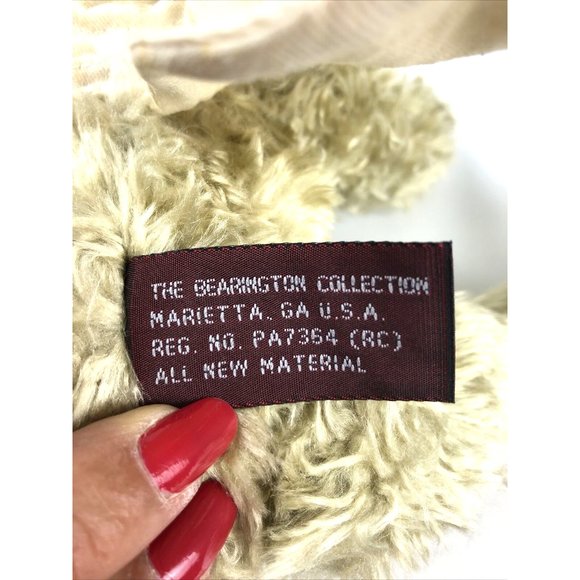 THE BEARINGTON COLLECTION
MARIETTA. GA U.S.A.
REG. NO. PA7364 (RC)
ALL NEW MATERIAL